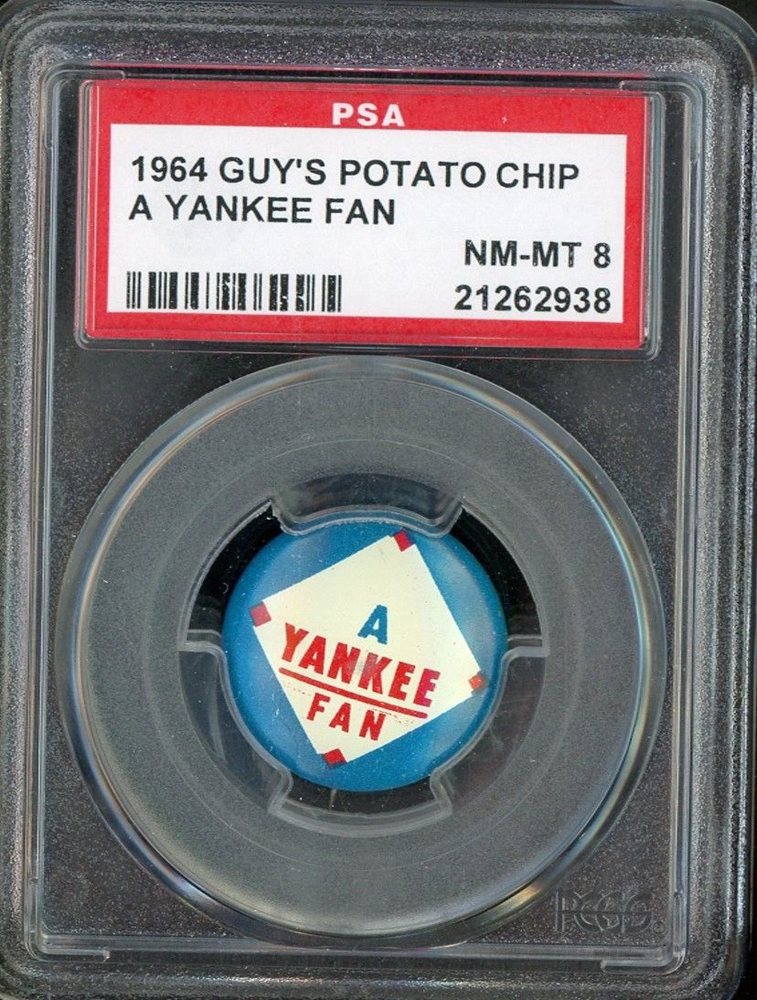 PSA
1964 GUY'S POTATO CHIP
A YANKEE FAN
NM-MT 8
21262938
A
YANKEE
FAN